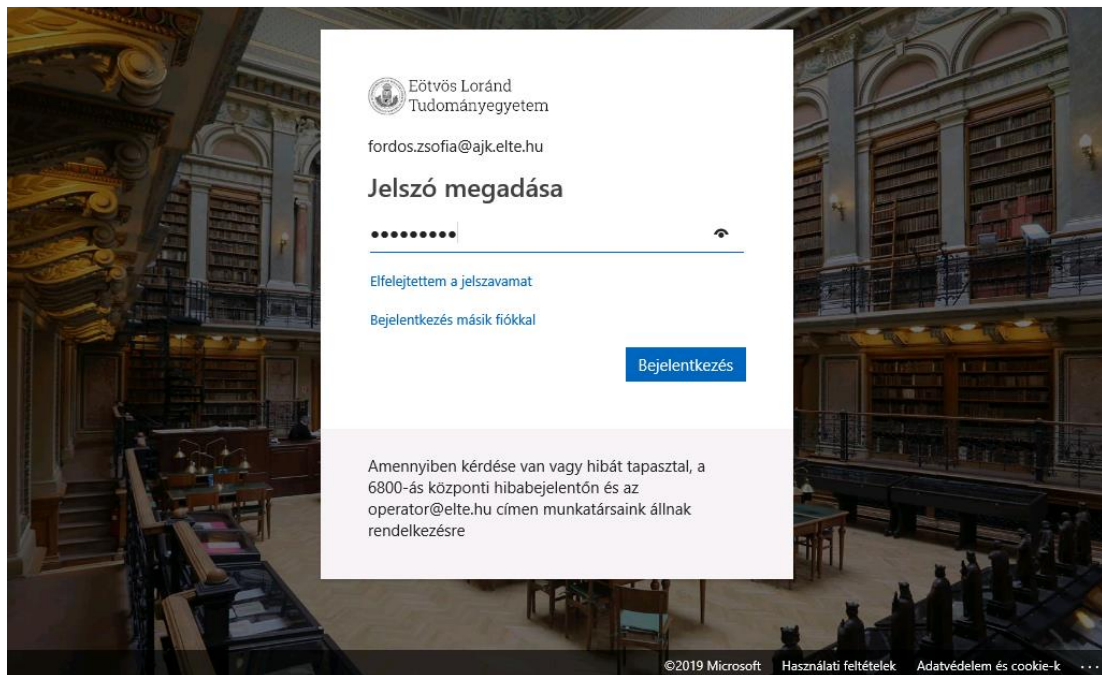 Eötvös Loránd
Tudományegyetem
fordos.zsofia@ajk.elte.hu
Jelszó megadása
•••••••••
Elfelejtettem a jelszavamat
Bejelentkezés másik fiókkal
Bejelentkezés
Amennyiben kérdése van vagy hibát tapasztal, a
6800-ás központi hibabejelentőn és az
operator@elte.hu címen munkatársaink állnak
rendelkezésre
©2019 Microsoft Használati feltételek Adatvédelem és cookie-k ...